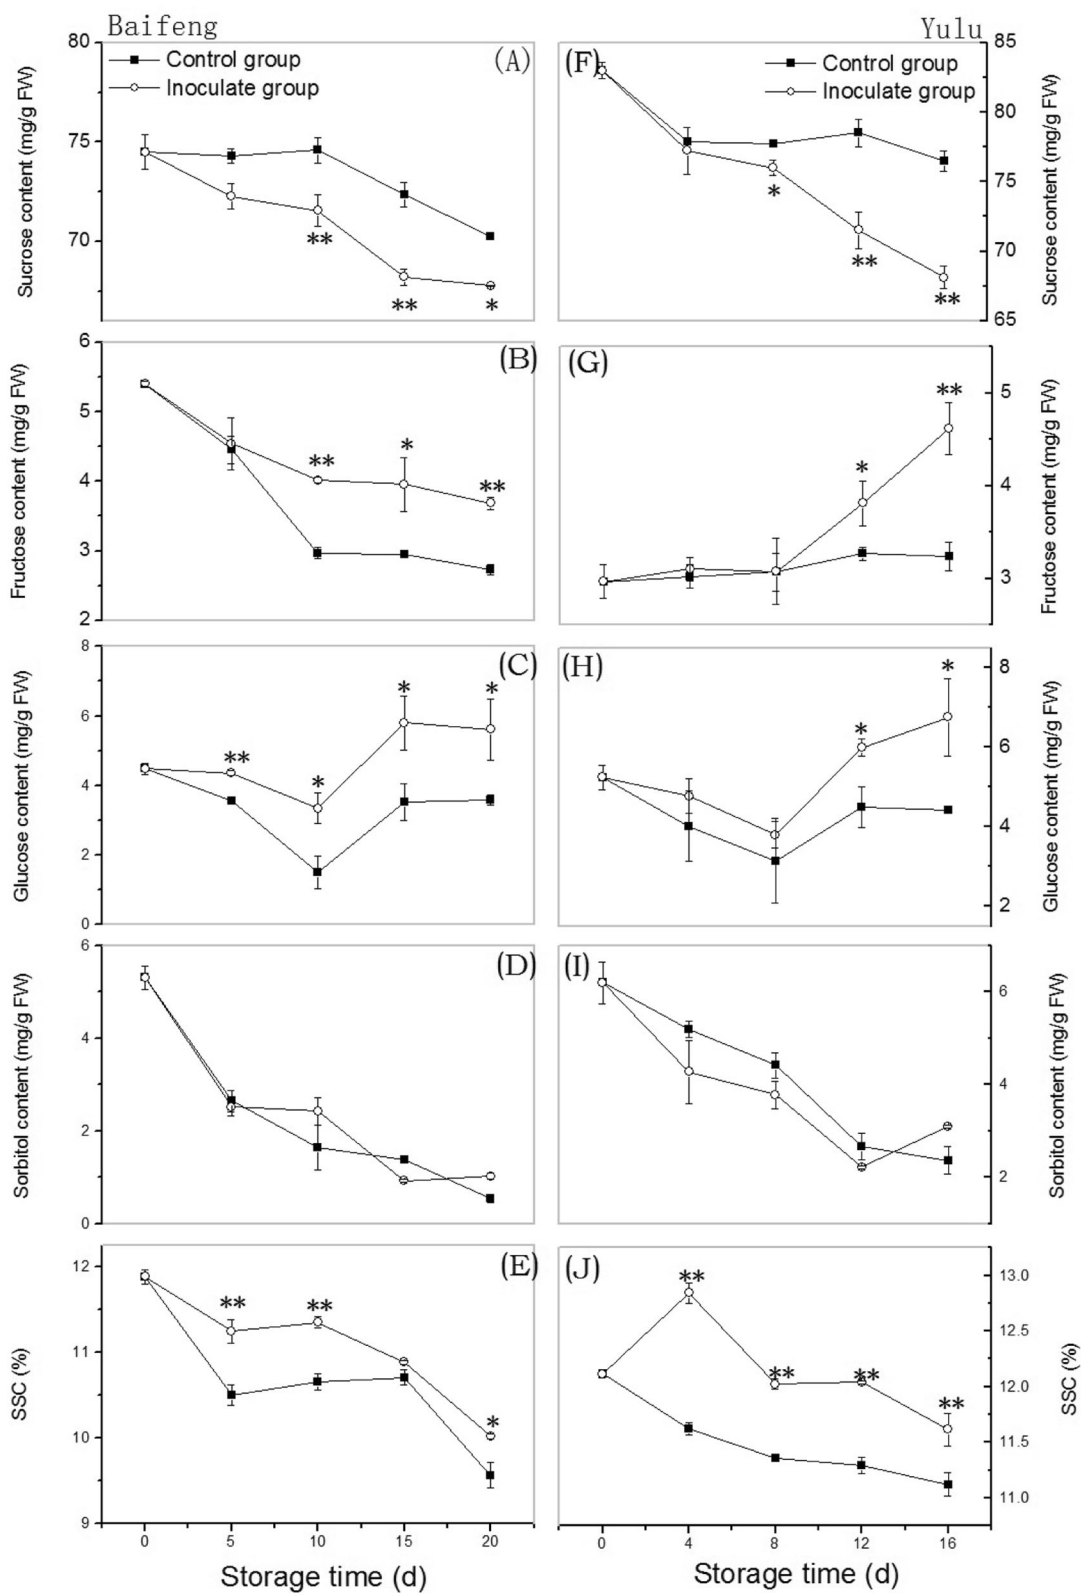 Baifeng
Yulu
Control group
Inoculate group
(A)
80
75
70
Sucrose content (mg/g FW)
**
**
*
(F)
Control group
Inoculate group
85
80
75
70
65
Sucrose content (mg/g FW)
*
**
**
(B)
6
5
4
3
2
Fructose content (mg/g FW)
**
*
**
(G)
5
4
3
Fructose content (mg/g FW)
*
**
(C)
8
6
4
2
0
Glucose content (mg/g FW)
**
*
*
*
(H)
8
6
4
2
Glucose content (mg/g FW)
*
*
(D)
6
4
2
0
Sorbitol content (mg/g FW)
(I)
6
4
2
Sorbitol content (mg/g FW)
(E)
12
11
10
9
SSC (%)
**
**
*
0 5 10 15 20
Storage time (d)
(J)
13.0
12.5
12.0
11.5
11.0
SSC (%)
**
**
**
**
0 4 8 12 16
Storage time (d)